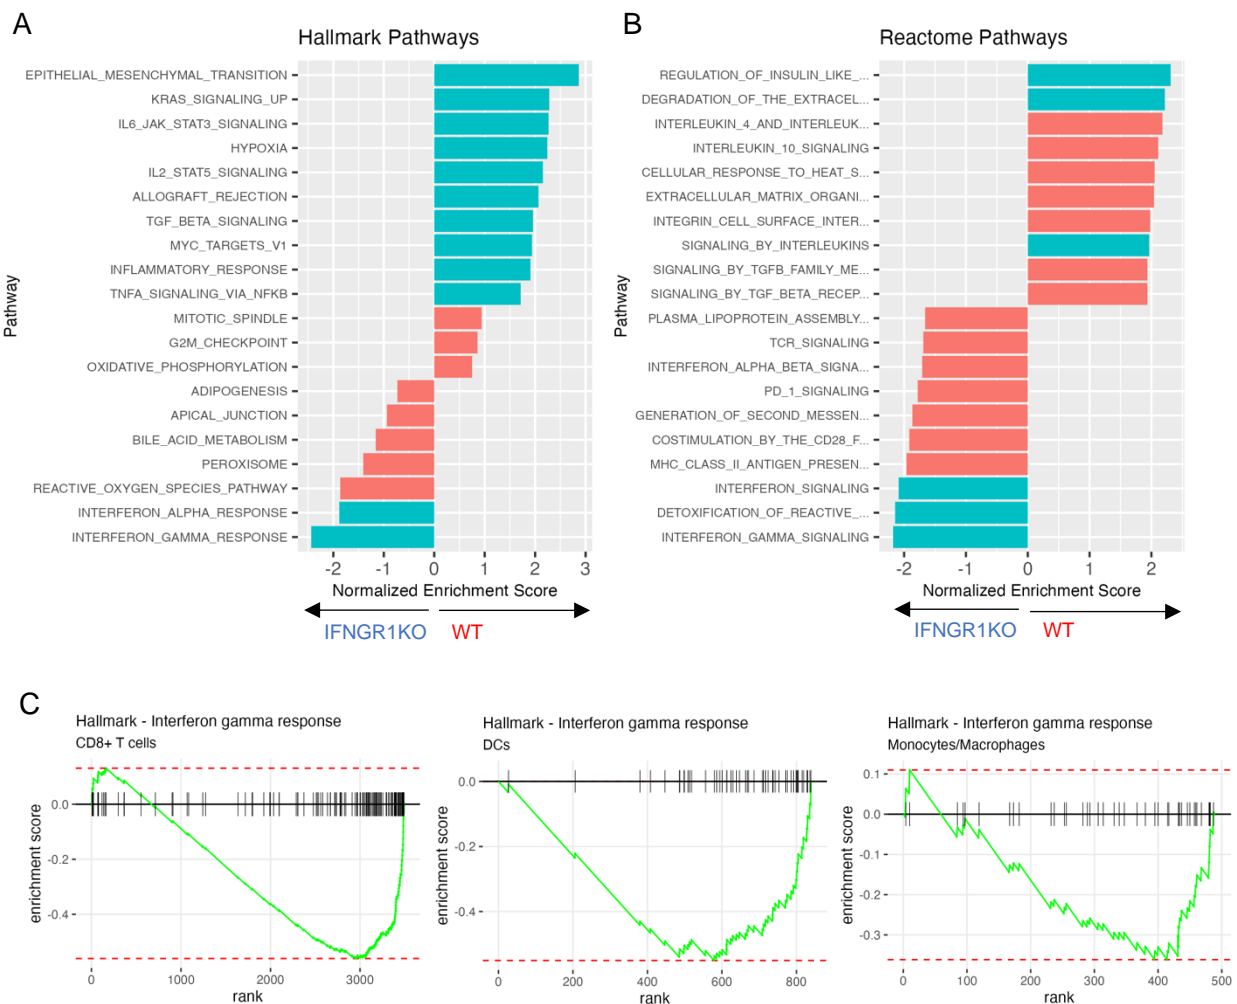 A
Hallmark Pathways
EPITHELIAL_MESENCHYMAL_TRANSITION
KRAS_SIGNALING_UP
IL6_JAK_STAT3_SIGNALING
HYPOXIA
IL2_STAT5_SIGNALING
ALLOGRAFT_REJECTION
TGF_BETA_SIGNALING
MYC_TARGETS_V1
INFLAMMATORY_RESPONSE
TNFA_SIGNALING_VIA_NFKB
MITOTIC_SPINDLE
G2M_CHECKPOINT
OXIDATIVE_PHOSPHORYLATION
ADIPOGENESIS
APICAL_JUNCTION
BILE_ACID_METABOLISM
PEROXISOME
REACTIVE_OXYGEN_SPECIES_PATHWAY
INTERFERON_ALPHA_RESPONSE
INTERFERON_GAMMA_RESPONSE
Pathway
-2 -1 0 1 2 3
Normalized Enrichment Score
IFNGR1KO WT
B
Reactome Pathways
REGULATION_OF_INSULIN_LIKE_...
DEGRADATION_OF_THE_EXTRACEL...
INTERLEUKIN_4_AND_INTERLEUK...
INTERLEUKIN_10_SIGNALING
CELLULAR_RESPONSE_TO_HEAT_S...
EXTRACELLULAR_MATRIX_ORGANI...
INTEGRIN_CELL_SURFACE_INTER...
SIGNALING_BY_INTERLEUKINS
SIGNALING_BY_TGFB_FAMILY_ME...
SIGNALING_BY_TGF_BETA_RECEP...
PLASMA_LIPOPROTEIN_ASSEMBLY...
TCR_SIGNALING
INTERFERON_ALPHA_BETA_SIGNA...
PD_1_SIGNALING
GENERATION_OF_SECOND_MESSEN...
COSTIMULATION_BY_THE_CD28_F...
MHC_CLASS_II_ANTIGEN_PRESEN...
INTERFERON_SIGNALING
DETOXIFICATION_OF_REACTIVE_...
INTERFERON_GAMMA_SIGNALING
Pathway
-2 -1 0 1 2
Normalized Enrichment Score
IFNGR1KO WT
C
Hallmark - Interferon gamma response
CD8+ T cells
enrichment score
0.0
-0.2
-0.4
0 1000 2000 3000
rank
Hallmark - Interferon gamma response
DCs
enrichment score
0.0
-0.2
-0.4
0 200 400 600 800
rank
Hallmark - Interferon gamma response
Monocytes/Macrophages
enrichment score
0.1
0.0
-0.1
-0.2
-0.3
0 100 200 300 400 500
rank